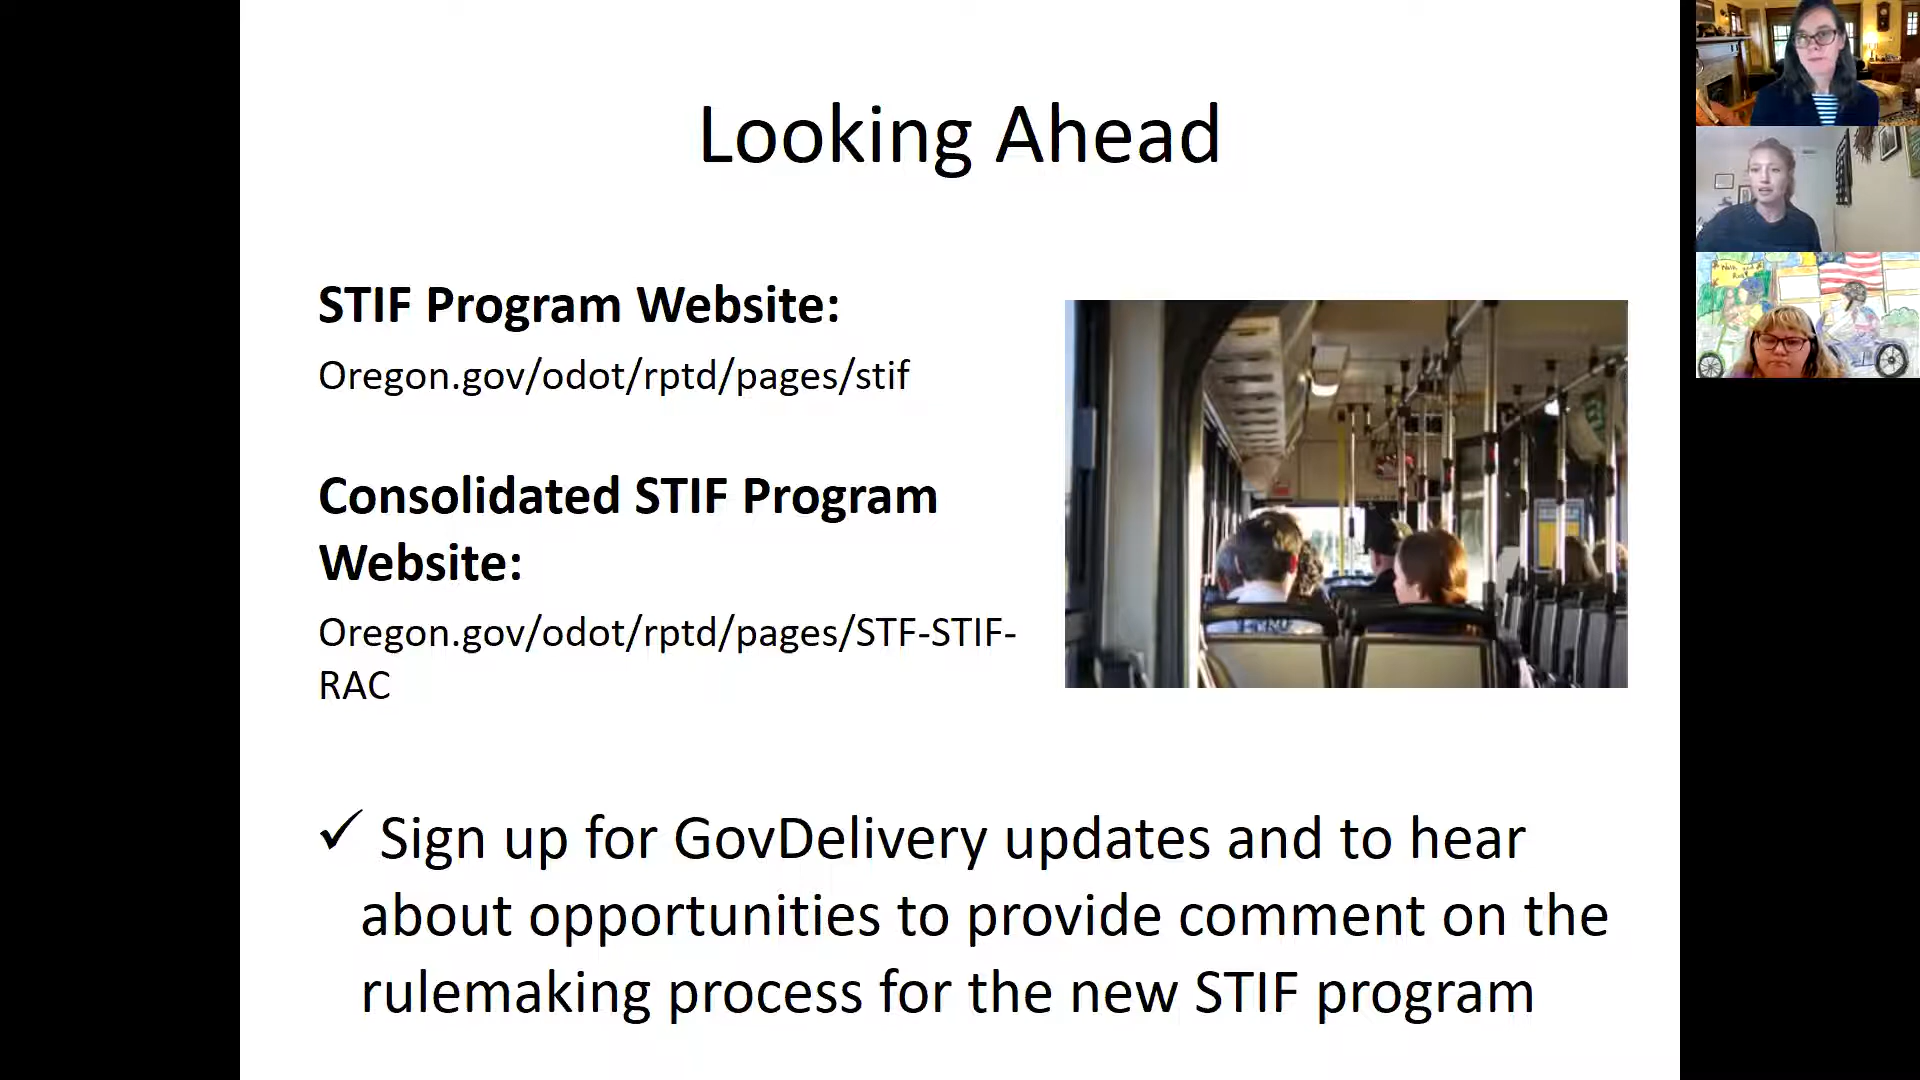 Looking Ahead
STIF Program Website:
Oregon.gov/odot/rptd/pages/stif
Consolidated STIF Program
Website:
Oregon.gov/odot/rptd/pages/STF-STIF-
RAC
✓ Sign up for GovDelivery updates and to hear
about opportunities to provide comment on the
rulemaking process for the new STIF program